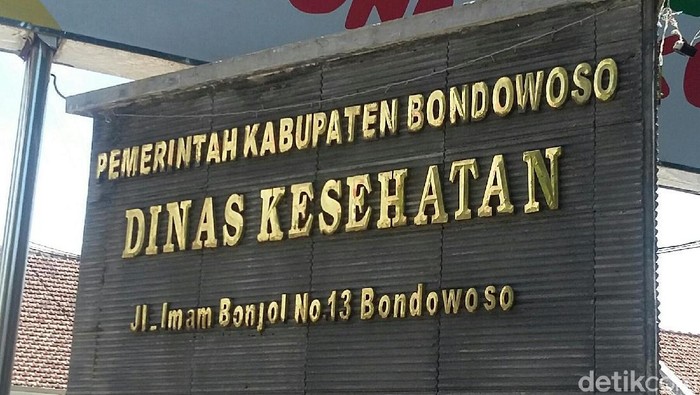 PEMERINTAH KABUPATEN BONDOWOSO
DINAS KESEHATAN
Jl. Imam Bonjol No.13 Bondowoso
detikcom